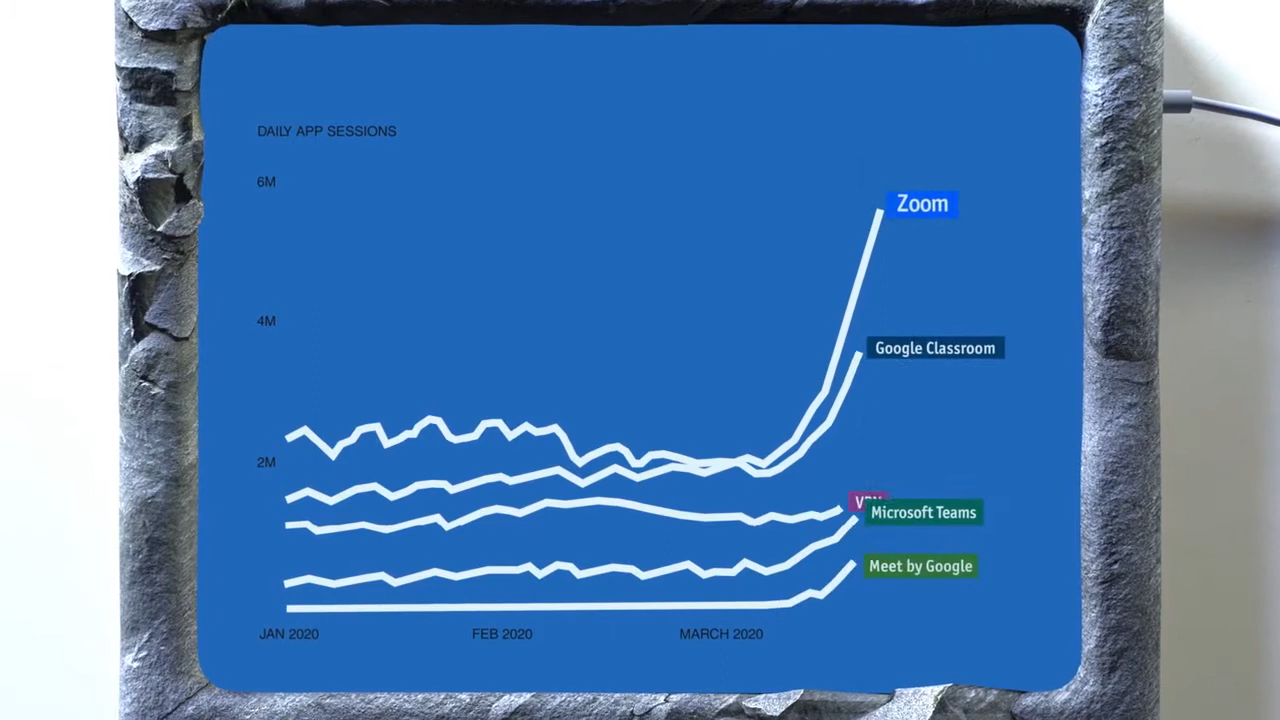 DAILY APP SESSIONS
6M
Zoom
4M
Google Classroom
2M
Microsoft Teams
Meet by Google
JAN 2020
FEB 2020
MARCH 2020